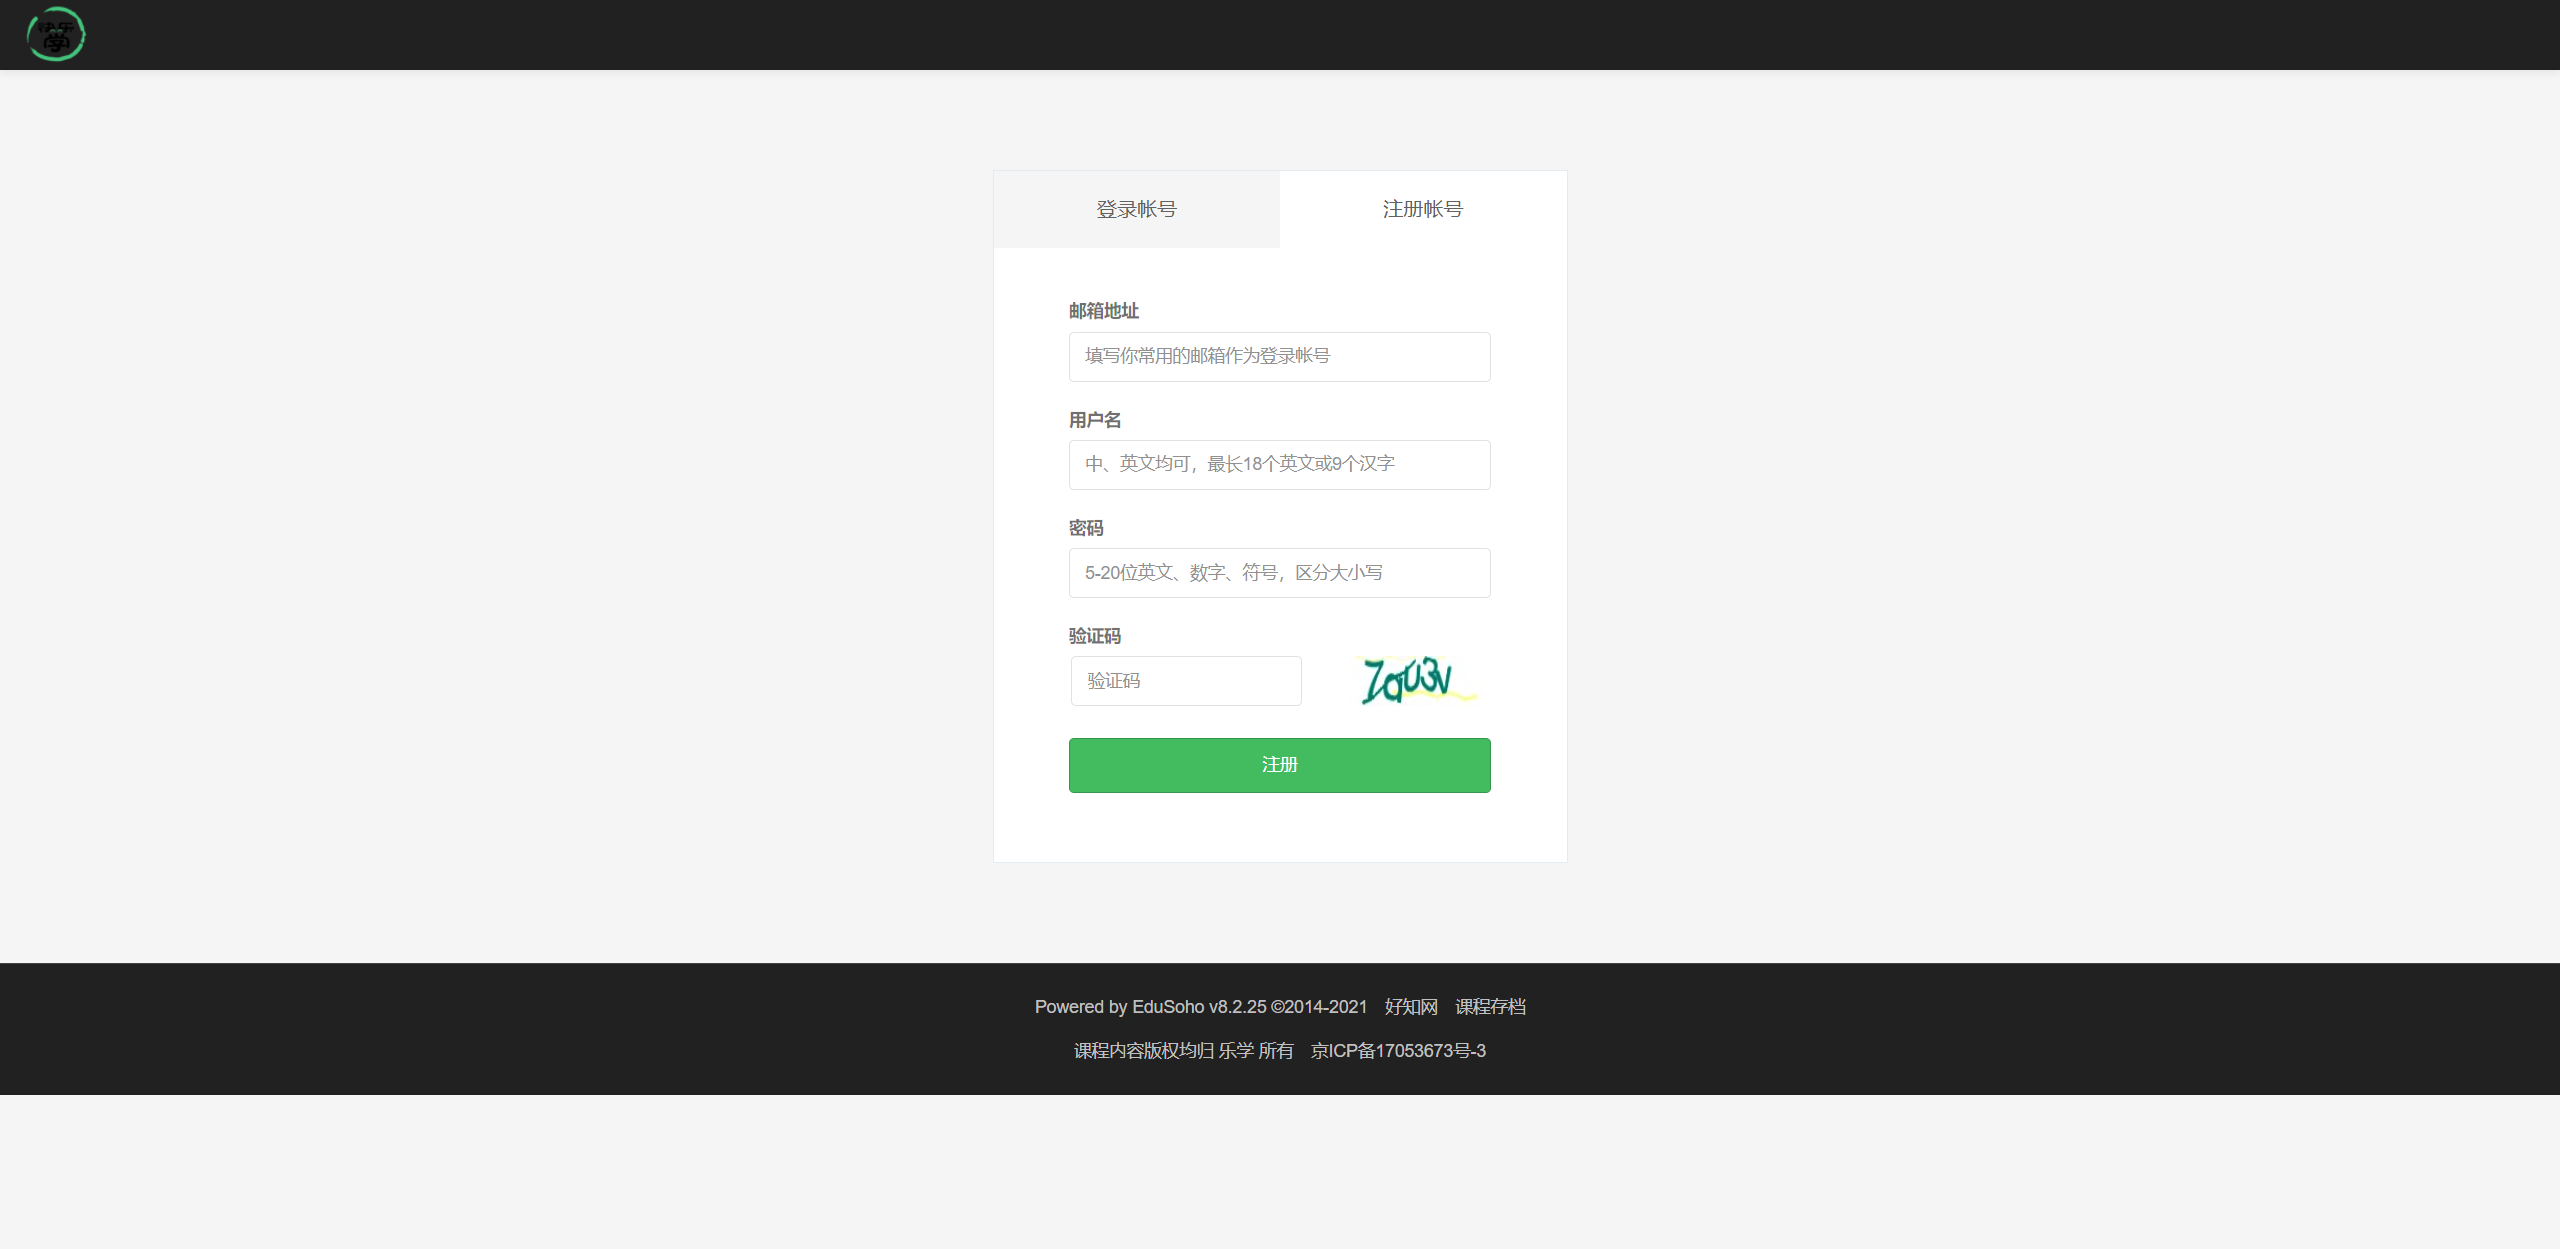 登录帐号
注册帐号
邮箱地址
填写你常用的邮箱作为登录帐号
用户名
中、英文均可，最长18个英文或9个汉字
密码
5-20位英文、数字、符号，区分大小写
验证码
验证码
注册
Powered by EduSoho v8.2.25 ©2014-2021 好知网 课程存档
课程内容版权均归 乐学 所有 京ICP备17053673号-3